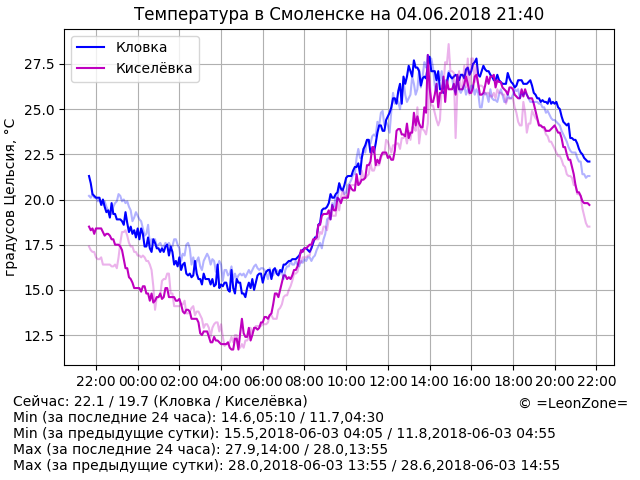 Температура в Смоленске на 04.06.2018 21:40
Кловка
Киселёвка
градусов Цельсия, °C
27.5
25.0
22.5
20.0
17.5
15.0
12.5
22:00 00:00 02:00 04:00 06:00 08:00 10:00 12:00 14:00 16:00 18:00 20:00 22:00
Сейчас: 22.1 / 19.7 (Кловка / Киселёвка)
© =LeonZone=
Min (за последние 24 часа): 14.6,05:10 / 11.7,04:30
Min (за предыдущие сутки): 15.5,2018-06-03 04:05 / 11.8,2018-06-03 04:55
Max (за последние 24 часа): 27.9,14:00 / 28.0,13:55
Max (за предыдущие сутки): 28.0,2018-06-03 13:55 / 28.6,2018-06-03 14:55